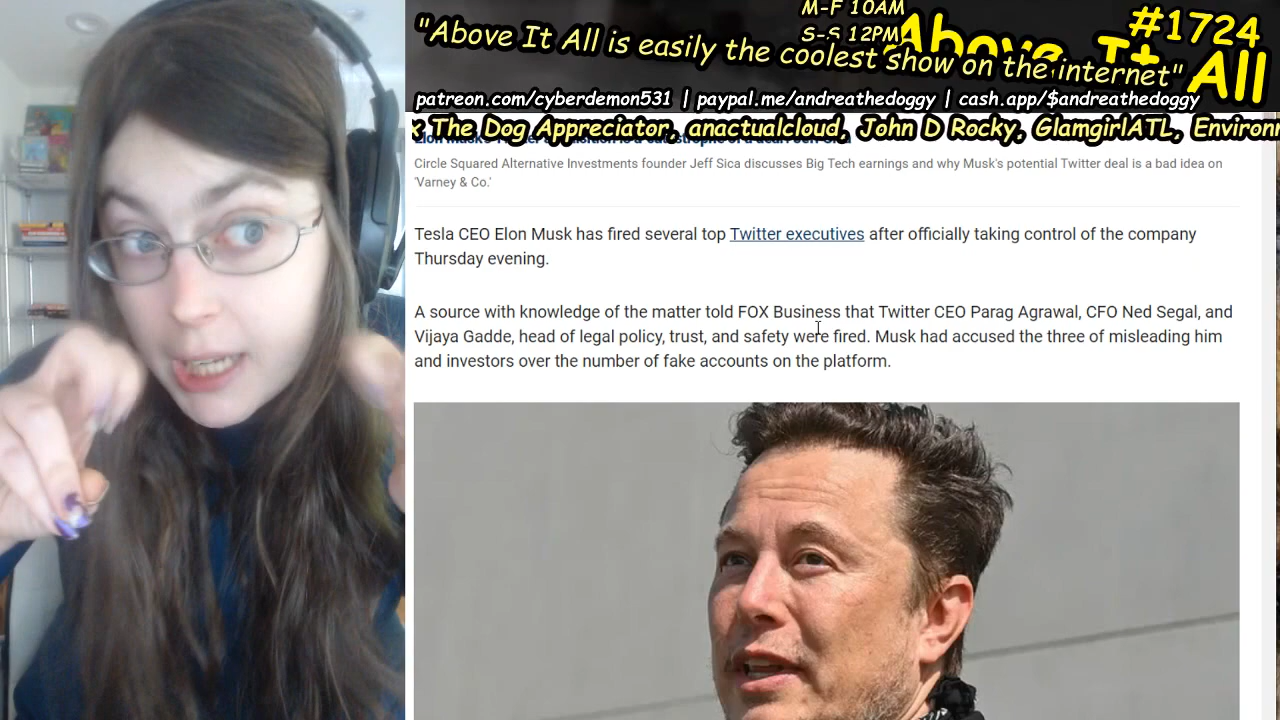 M-F 10AM
S-S 12PM
Above It All
#1724
"Above It All is easily the coolest show on the internet"
patreon.com/cyberdemon531 | paypal.me/andreathedoggy | cash.app/$andreathedoggy
The Dog Appreciator, anactualcloud, John D Rocky, GlamgirlATL, Environ
Circle Squared Alternative Investments founder Jeff Sica discusses Big Tech earnings and why Musk's potential Twitter deal is a bad idea on
'Varney & Co.'
Tesla CEO Elon Musk has fired several top Twitter executives after officially taking control of the company
Thursday evening.
A source with knowledge of the matter told FOX Business that Twitter CEO Parag Agrawal, CFO Ned Segal, and
Vijaya Gadde, head of legal policy, trust, and safety were fired. Musk had accused the three of misleading him
and investors over the number of fake accounts on the platform.